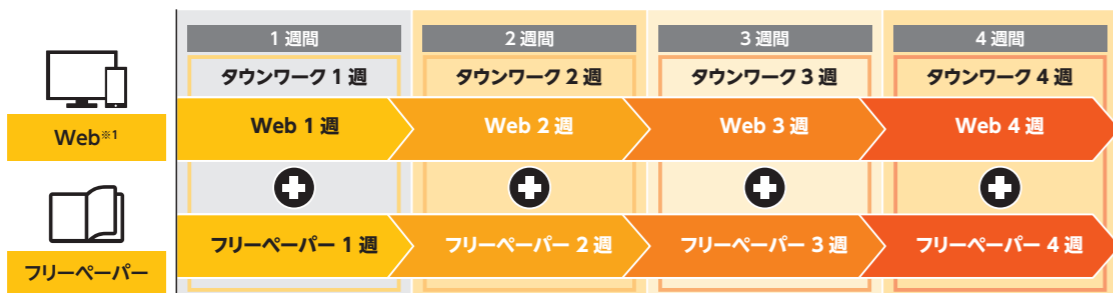 1 週間
2 週間
3 週間
4 週間
タウンワーク 1 週
タウンワーク 2 週
タウンワーク 3 週
タウンワーク 4 週
Web※1
Web 1 週
Web 2 週
Web 3 週
Web 4 週
フリーペーパー
フリーペーパー 1 週
フリーペーパー 2 週
フリーペーパー 3 週
フリーペーパー 4 週